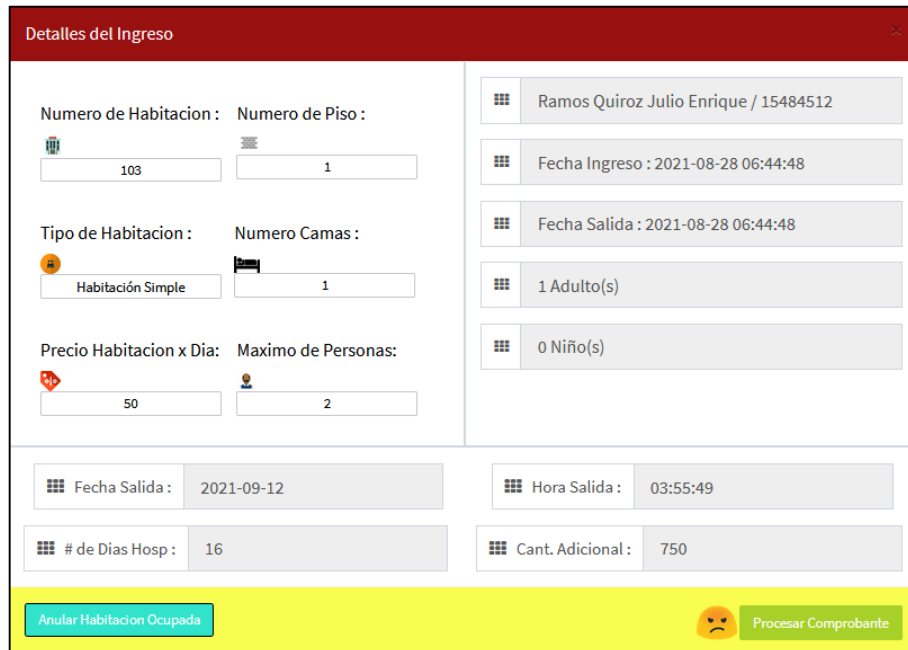 Detalles del Ingreso
×
Numero de Habitacion : Numero de Piso :
103 1
Tipo de Habitacion : Numero Camas :
Habitación Simple 1
Precio Habitacion x Dia: Maximo de Personas:
50 2
Ramos Quiroz Julio Enrique / 15484512
Fecha Ingreso : 2021-08-28 06:44:48
Fecha Salida : 2021-08-28 06:44:48
1 Adulto(s)
0 Niño(s)
Fecha Salida : 2021-09-12 Hora Salida : 03:55:49
# de Dias Hosp : 16 Cant. Adicional : 750
Anular Habitacion Ocupada Procesar Comprobante